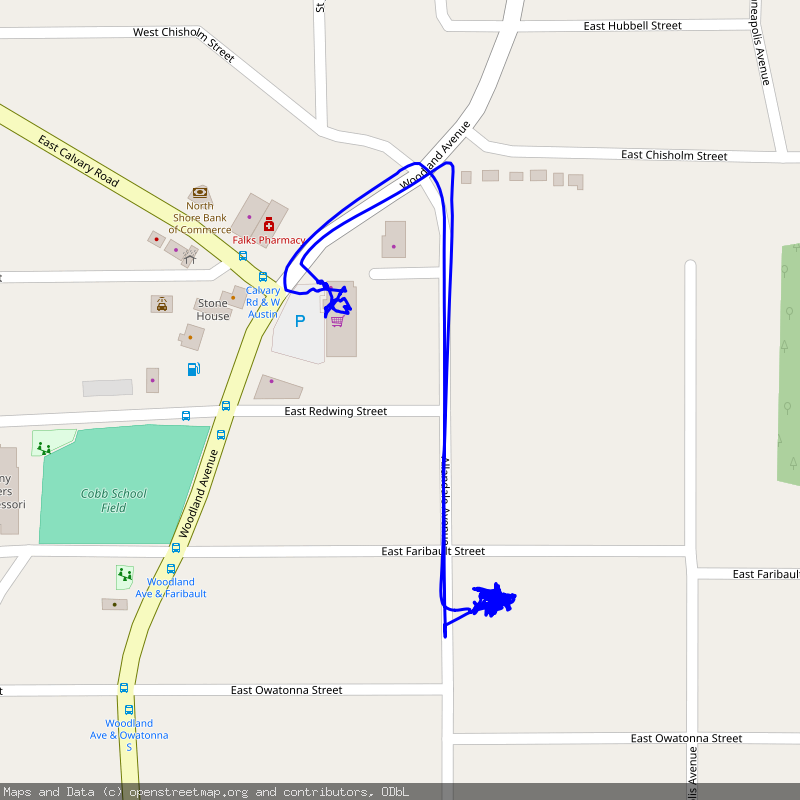 St
East Hubbell Street
West Chisholm Street
Woodland Avenue
East Chisholm Street
East Calvary Road
North
Shore Bank
of Commerce
Falks Pharmacy
Calvary
Rd & W
Austin
Stone
House
P
East Redwing Street
Cobb School
Field
Woodland Avenue
East Faribault Street
East Faribault
Woodland
Ave & Faribault
East Owatonna Street
Woodland
Ave & Owatonna
S
East Owatonna Street
Maps and Data (c) openstreetmap.org and contributors, ODbL